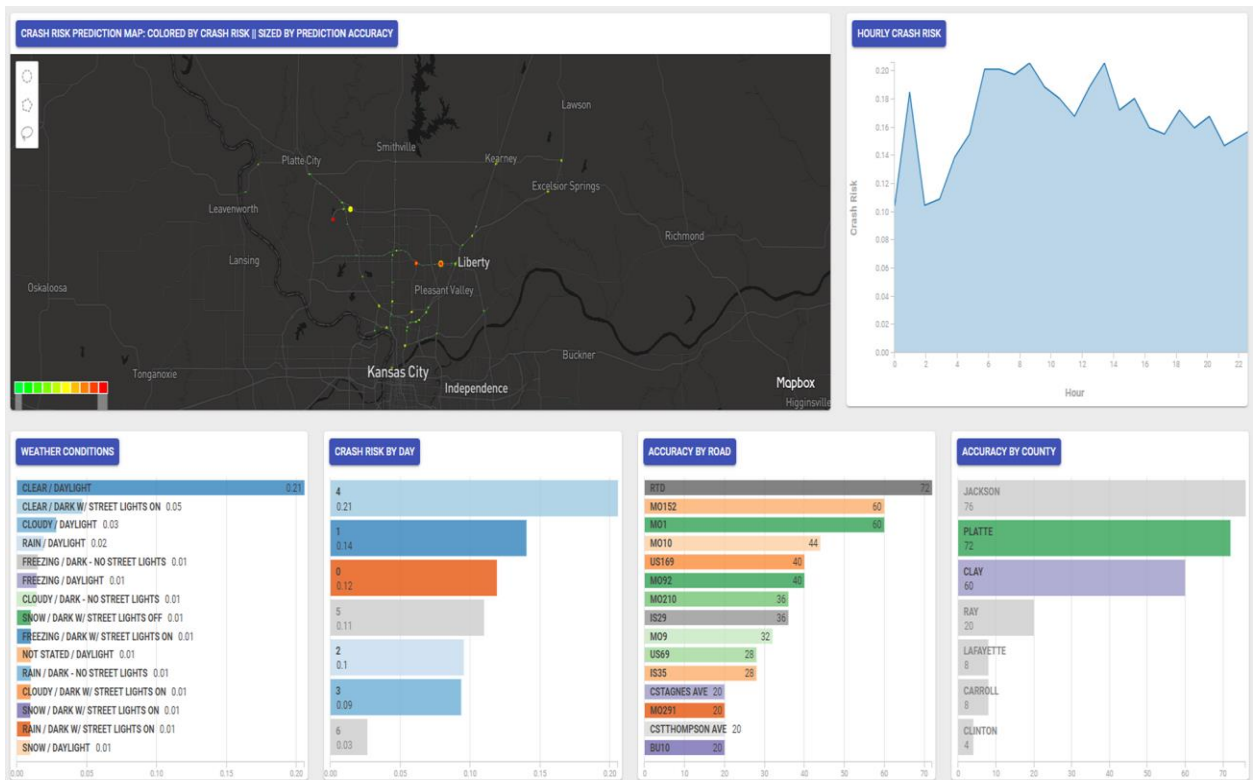 CRASH RISK PREDICTION MAP: COLORED BY CRASH RISK || SIZED BY PREDICTION ACCURACY
Lawson
Smithville
Platte City
Kearney
Excelsior Springs
Leavenworth
Richmond
Lansing
Liberty
Oskaloosa
Pleasant Valley
Buckner
Tonganoxie
Kansas City
Independence
Mapbox
Higginsville
HOURLY CRASH RISK
0.20
0.18
0.16
0.14
0.12
0.10
0.08
0.06
0.04
0.02
0.00
Crash Risk
0 2 4 6 8 10 12 14 16 18 20 22
Hour
WEATHER CONDITIONS
CLEAR / DAYLIGHT 0.21
CLEAR / DARK W/ STREET LIGHTS ON 0.05
CLOUDY / DAYLIGHT 0.03
RAIN / DAYLIGHT 0.02
FREEZING / DARK - NO STREET LIGHTS 0.01
FREEZING / DAYLIGHT 0.01
CLOUDY / DARK - NO STREET LIGHTS 0.01
SNOW / DARK W/ STREET LIGHTS OFF 0.01
FREEZING / DARK W/ STREET LIGHTS ON 0.01
NOT STATED / DAYLIGHT 0.01
RAIN / DARK - NO STREET LIGHTS 0.01
CLOUDY / DARK W/ STREET LIGHTS ON 0.01
SNOW / DARK W/ STREET LIGHTS ON 0.01
RAIN / DARK W/ STREET LIGHTS ON 0.01
SNOW / DAYLIGHT 0.01
0.00 0.05 0.10 0.15 0.20
CRASH RISK BY DAY
4
0.21
1
0.14
0
0.12
5
0.11
2
0.1
3
0.09
6
0.03
0.00 0.05 0.10 0.15 0.20
ACCURACY BY ROAD
RTD 72
MO152 60
MO1 60
MO10 44
US169 40
MO92 40
MO210 36
IS29 36
MO9 32
US69 28
IS35 28
CSTAGNES AVE 20
MO291 20
CSTTHOMPSON AVE 20
BU10 20
0 10 20 30 40 50 60 70
ACCURACY BY COUNTY
JACKSON
76
PLATTE
72
CLAY
60
RAY
20
LAFAYETTE
8
CARROLL
8
CLINTON
4
0 10 20 30 40 50 60 70